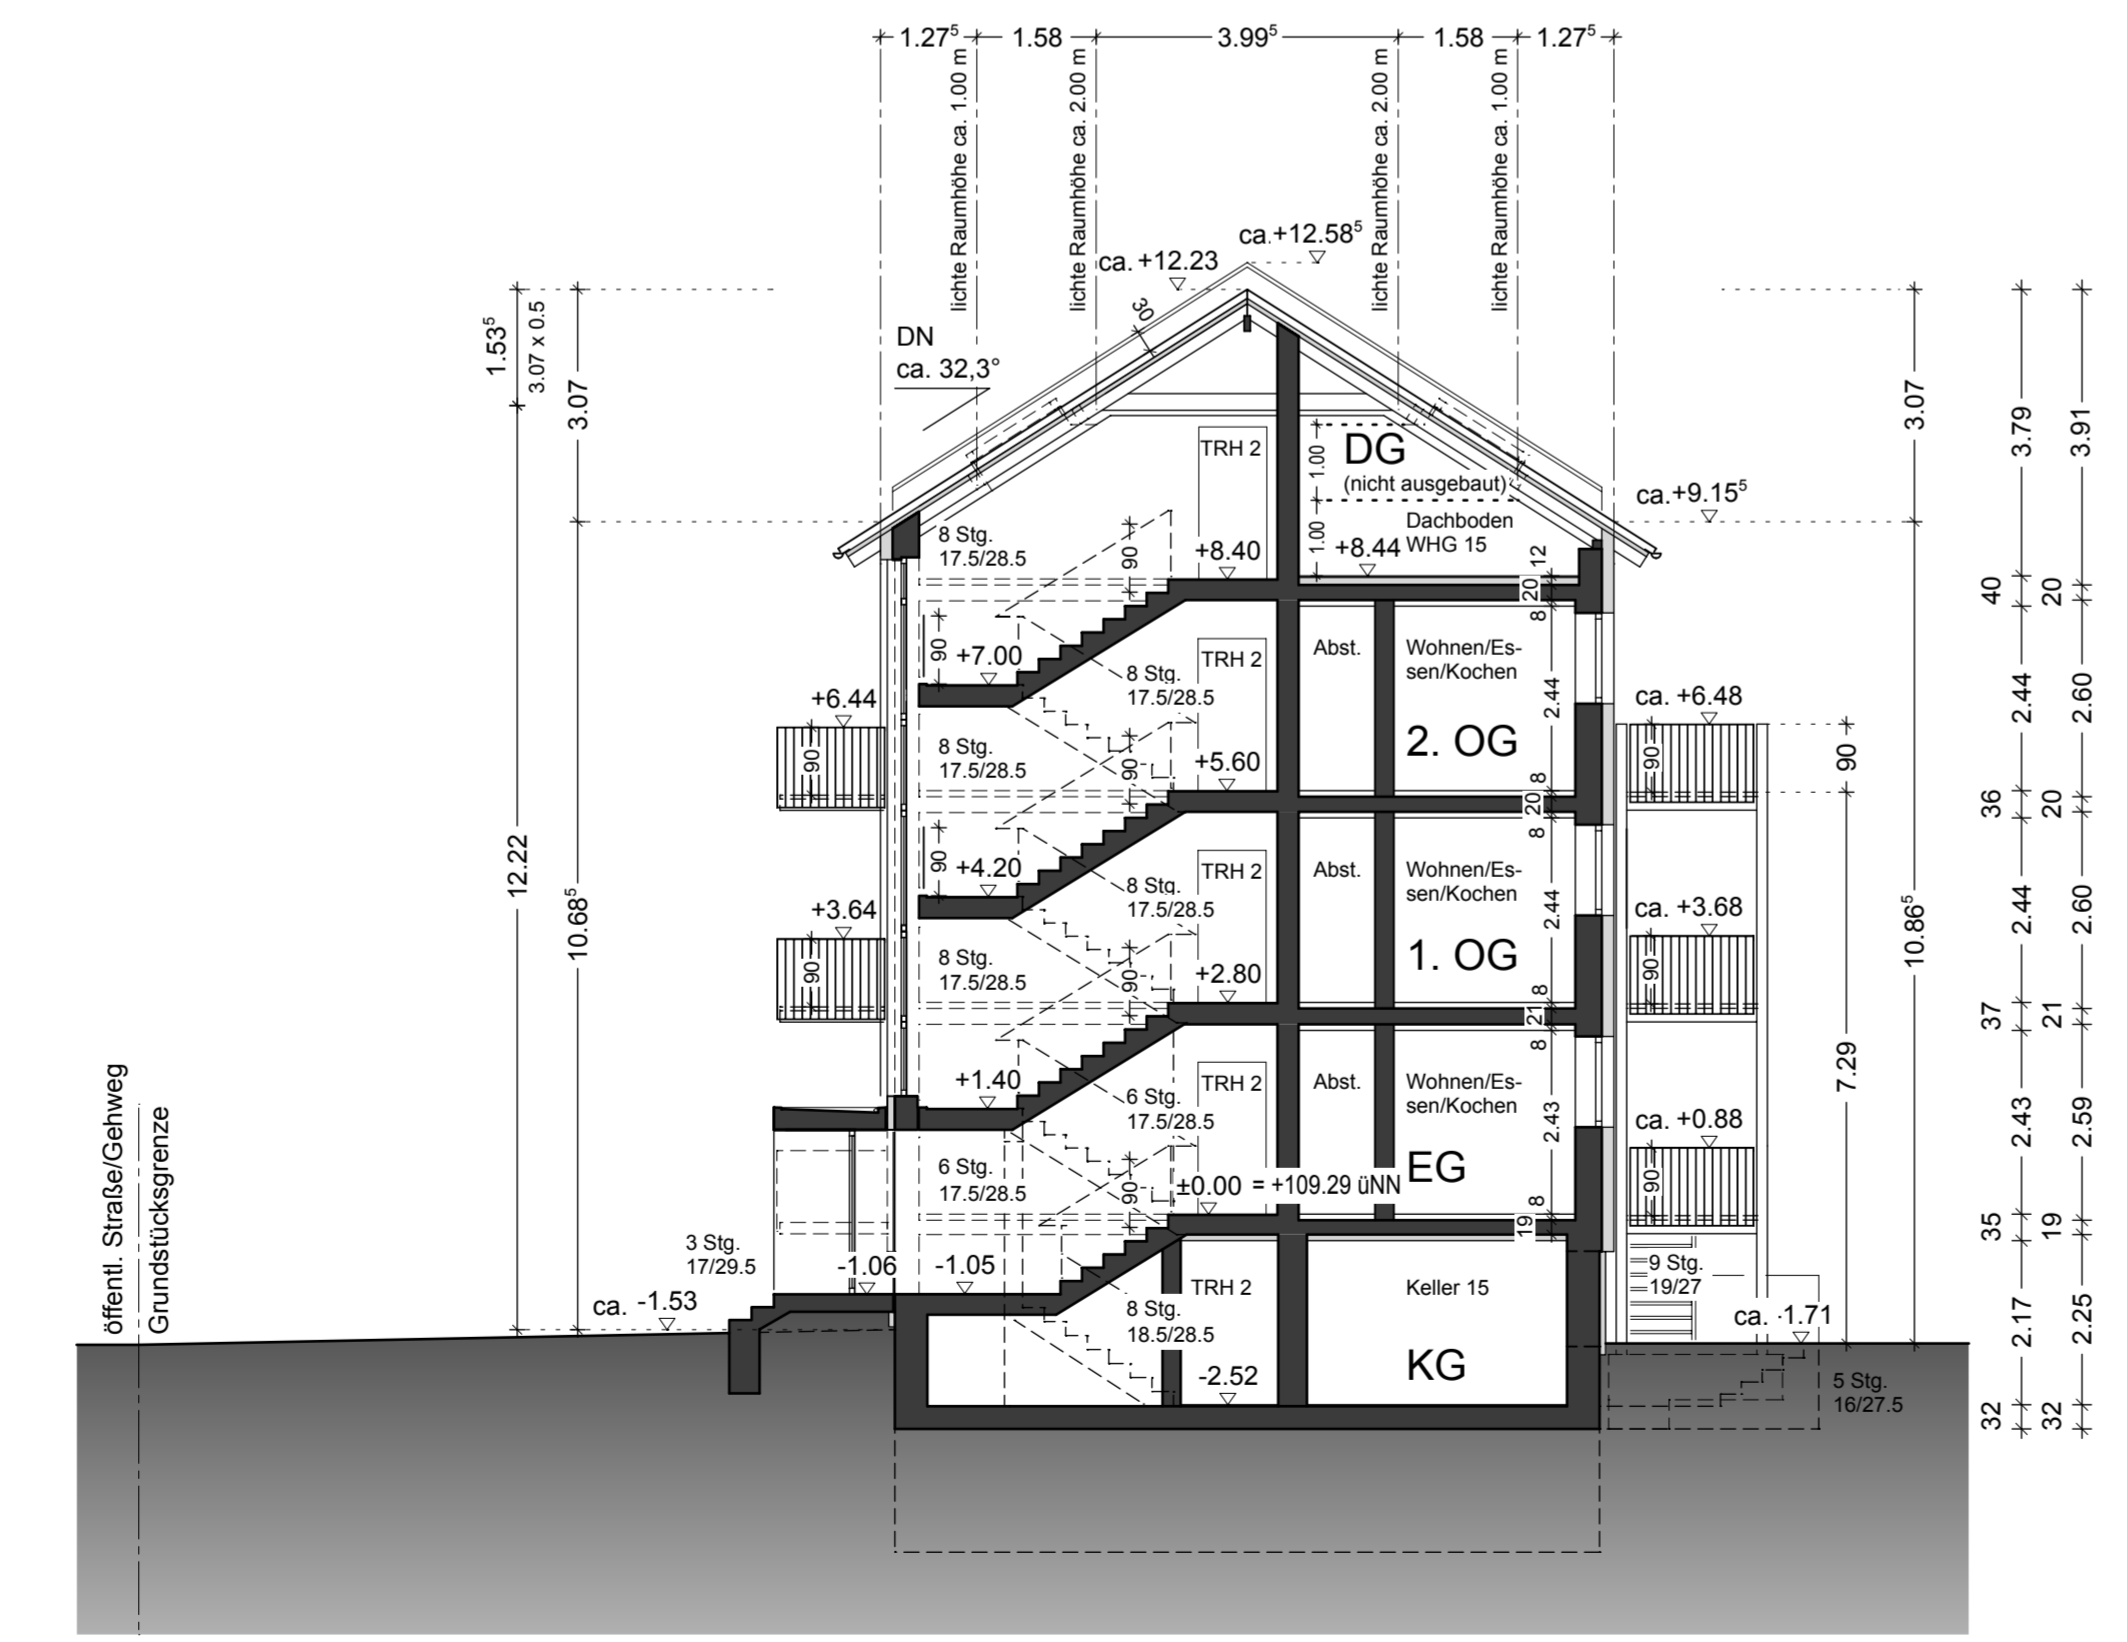 1.27⁵ 1.58 3.99⁵ 1.58 1.27⁵
lichte Raumhöhe ca. 1.00 m
lichte Raumhöhe ca. 2.00 m
lichte Raumhöhe ca. 2.00 m
lichte Raumhöhe ca. 1.00 m
ca.+12.58⁵
ca. +12.23
30
DN
ca. 32,3°
1.53⁵
3.07 x 0.5
3.07
12.22
10.68⁵
TRH 2
1.00
1.00
DG
(nicht ausgebaut)
Dachboden
WHG 15
ca.+9.15⁵
8 Stg.
17.5/28.5
90
+8.40
+8.44
12
20
8
90
+7.00
8 Stg.
17.5/28.5
TRH 2
Abst.
Wohnen/Es-
sen/Kochen
2.44
2. OG
+6.44
90
ca. +6.48
90
8 Stg.
17.5/28.5
90
+5.60
8
20
8
90
+4.20
8 Stg.
17.5/28.5
TRH 2
Abst.
Wohnen/Es-
sen/Kochen
2.44
1. OG
+3.64
90
ca. +3.68
90
8 Stg.
17.5/28.5
90
+2.80
8
21
8
+1.40
6 Stg.
17.5/28.5
TRH 2
Abst.
Wohnen/Es-
sen/Kochen
2.43
EG
ca. +0.88
90
6 Stg.
17.5/28.5
90
±0.00 = +109.29 üNN
8
19
3 Stg.
17/29.5
-1.06
-1.05
ca. -1.53
8 Stg.
18.5/28.5
TRH 2
Keller 15
-2.52
KG
9 Stg.
19/27
ca. -1.71
5 Stg.
16/27.5
öffentl. Straße/Gehweg
Grundstücksgrenze
90
7.29
3.07
10.86⁵
3.79
40
2.44
36
2.44
37
2.43
35
2.17
32
3.91
20
2.60
20
2.60
21
2.59
19
2.25
32